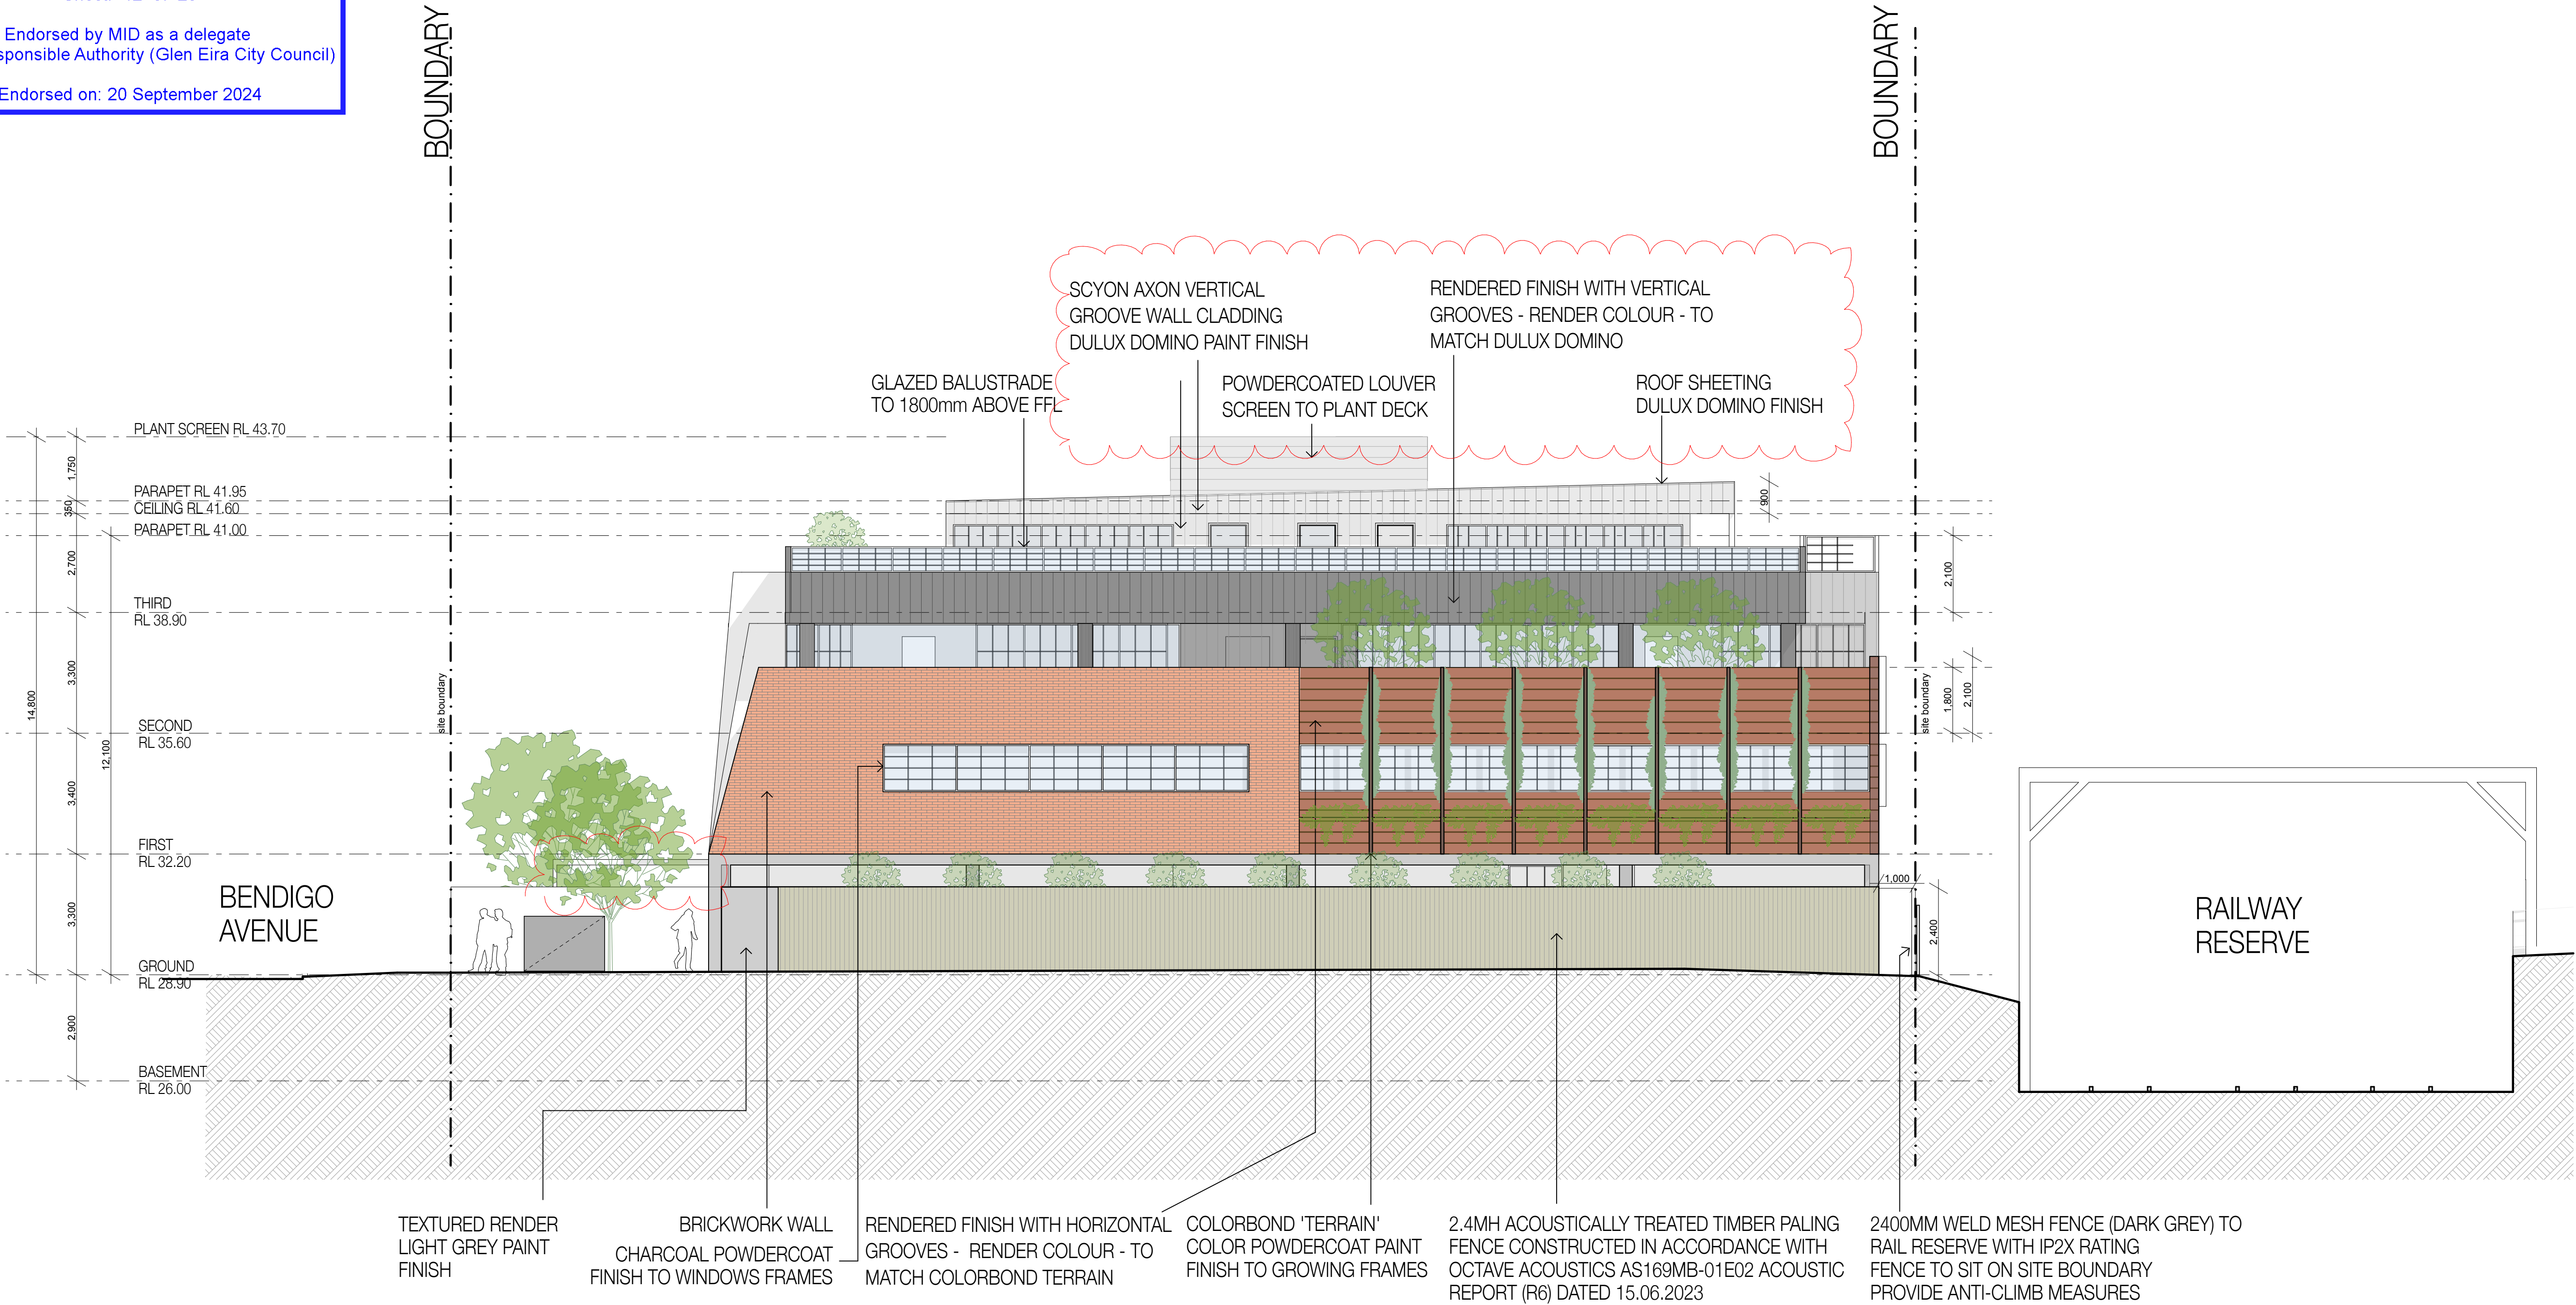 Endorsed by MID as a delegate
sponsible Authority (Glen Eira City Council)
Endorsed on: 20 September 2024
BOUNDARY
BOUNDARY
SCYON AXON VERTICAL
GROOVE WALL CLADDING
DULUX DOMINO PAINT FINISH
RENDERED FINISH WITH VERTICAL
GROOVES - RENDER COLOUR - TO
MATCH DULUX DOMINO
GLAZED BALUSTRADE
TO 1800mm ABOVE FFL
POWDERCOATED LOUVER
SCREEN TO PLANT DECK
ROOF SHEETING
DULUX DOMINO FINISH
PLANT SCREEN RL 43.70
1,750
PARAPET RL 41.95
350
CEILING RL 41.60
PARAPET RL 41.00
900
2,700
2,100
THIRD
RL 38.90
3,300
14,800
site boundary
site boundary
1,800
2,100
SECOND
RL 35.60
12,100
3,400
FIRST
RL 32.20
1,000
BENDIGO
AVENUE
3,300
2,400
RAILWAY
RESERVE
GROUND
RL 28.90
2,900
BASEMENT
RL 26.00
TEXTURED RENDER
LIGHT GREY PAINT
FINISH
BRICKWORK WALL
CHARCOAL POWDERCOAT
FINISH TO WINDOWS FRAMES
RENDERED FINISH WITH HORIZONTAL
GROOVES - RENDER COLOUR - TO
MATCH COLORBOND TERRAIN
COLORBOND 'TERRAIN'
COLOR POWDERCOAT PAINT
FINISH TO GROWING FRAMES
2.4MH ACOUSTICALLY TREATED TIMBER PALING
FENCE CONSTRUCTED IN ACCORDANCE WITH
OCTAVE ACOUSTICS AS169MB-01E02 ACOUSTIC
REPORT (R6) DATED 15.06.2023
2400MM WELD MESH FENCE (DARK GREY) TO
RAIL RESERVE WITH IP2X RATING
FENCE TO SIT ON SITE BOUNDARY
PROVIDE ANTI-CLIMB MEASURES